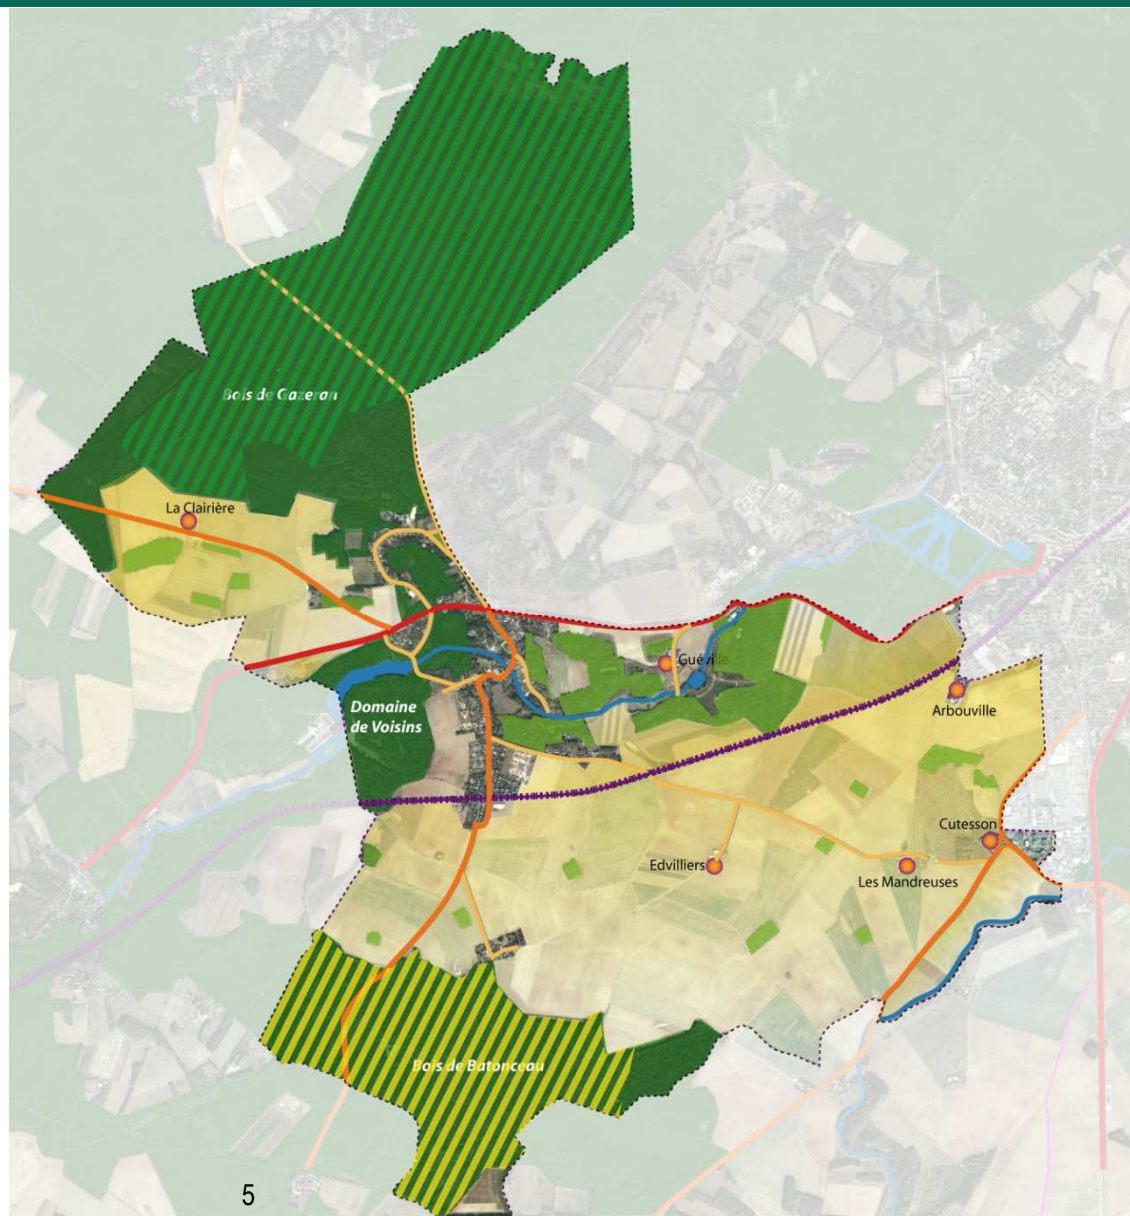 Bois de Gazeran
La Clairière
Guéville
Domaine
de Voisins
Arbouville
Cutesson
Edvilliers
Les Mandreuses
Bois de Batonceau
5